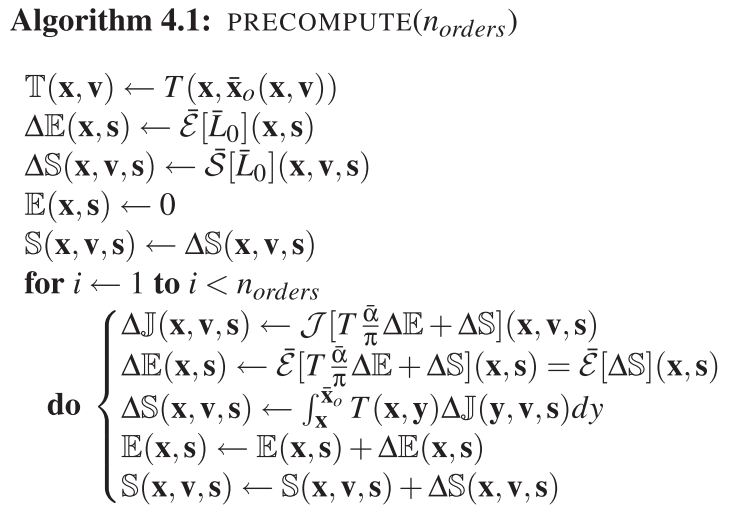 Algorithm 4.1: PRECOMPUTE(n_orders)
𝕋(x,v) ← T(x,x̄_o(x,v))
Δ𝔼(x,s) ← ℰ̄[L̄_0](x,s)
Δ𝕊(x,v,s) ← 𝒮̄[L̄_0](x,v,s)
𝔼(x,s) ← 0
𝕊(x,v,s) ← Δ𝕊(x,v,s)
for i ← 1 to i < n_orders
Δ𝕁(x,v,s) ← 𝒥[T ᾱ/π Δ𝔼 + Δ𝕊](x,v,s)
Δ𝔼(x,s) ← ℰ̄[T ᾱ/π Δ𝔼 + Δ𝕊](x,s) = ℰ̄[Δ𝕊](x,s)
do { Δ𝕊(x,v,s) ← ∫_x^x̄_o T(x,y)Δ𝕁(y,v,s)dy
𝔼(x,s) ← 𝔼(x,s) + Δ𝔼(x,s)
𝕊(x,v,s) ← 𝕊(x,v,s) + Δ𝕊(x,v,s)